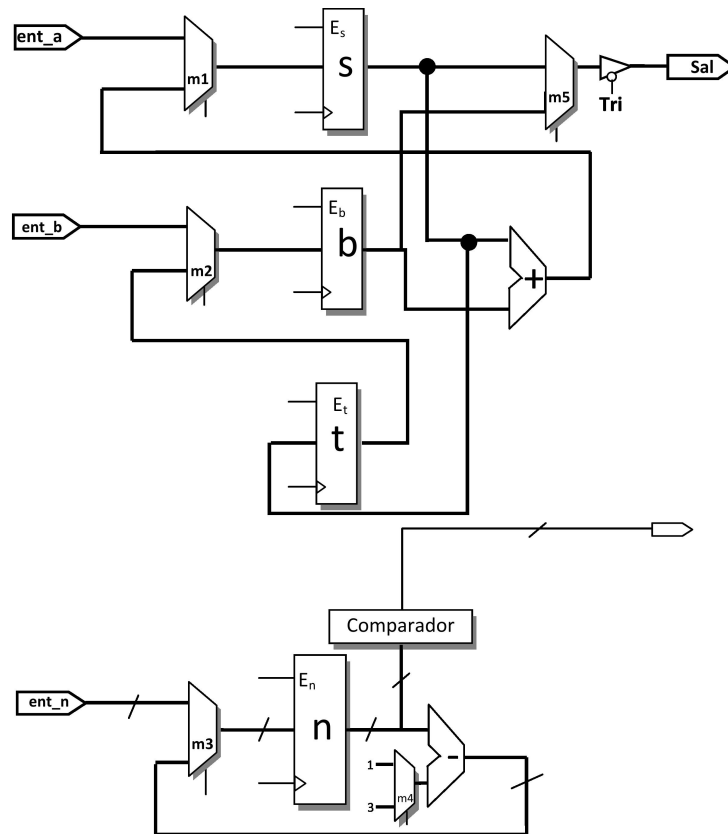 ent_a
m1
Es
s
m5
Tri
Sal
ent_b
m2
Eb
b
+
Et
t
Comparador
ent_n
m3
En
n
1
3
m4
-